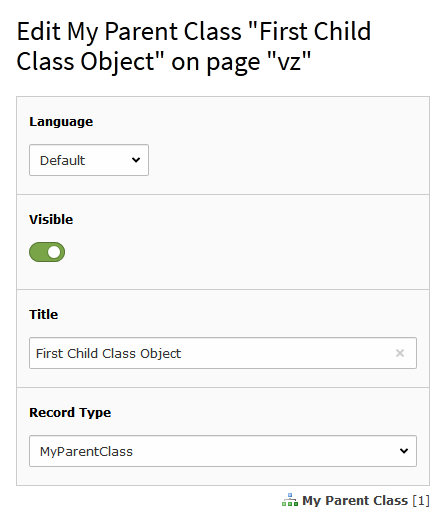 Edit My Parent Class "First Child
Class Object" on page "vz"
Language
Default
Visible
Title
First Child Class Object
Record Type
MyParentClass
My Parent Class [1]